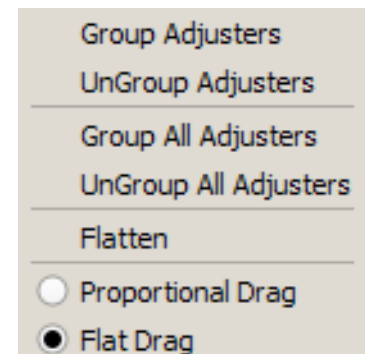 Group Adjusters
UnGroup Adjusters
Group All Adjusters
UnGroup All Adjusters
Flatten
Proportional Drag
Flat Drag